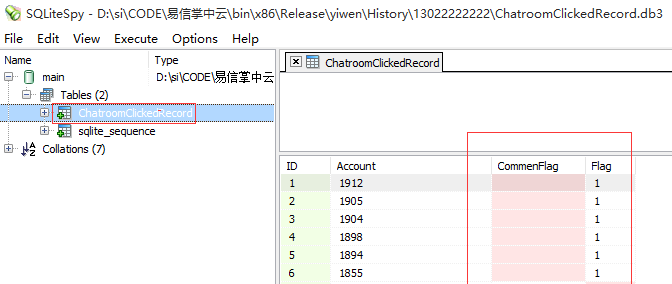 SQLiteSpy - D:\si\CODE\易信掌中云\bin\x86\Release\yiwen\History\13022222222\ChatroomClickedRecord.db3
File Edit View Execute Options Help
Name Type
main D:\si\CODE\易信掌中云
Tables (2)
ChatroomClickedRecord
sqlite_sequence
Collations (7)
ChatroomClickedRecord
ID Account CommenFlag Flag
1 1912 1
2 1905 1
3 1904 1
4 1898 1
5 1894 1
6 1855 1